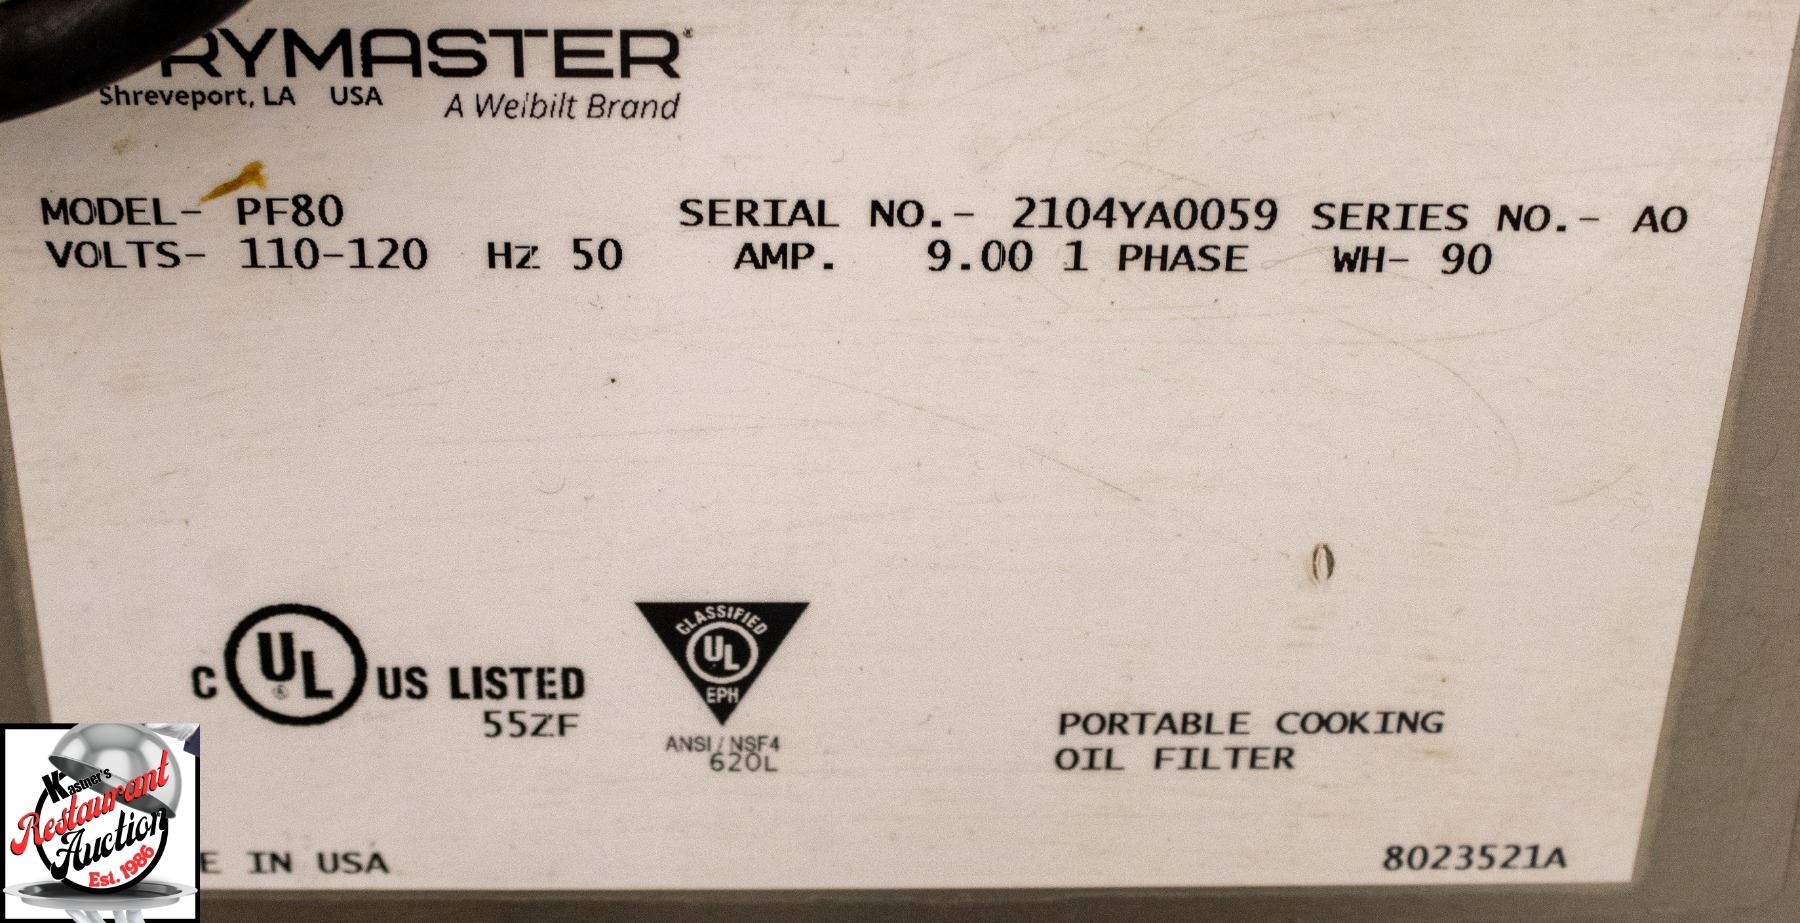 RYMASTER
Shreveport, LA USA
A Welbilt Brand
MODEL- PF80 SERIAL NO.- 2104YA0059 SERIES NO.- AO
VOLTS- 110-120 Hz 50 AMP. 9.00 1 PHASE WH- 90
C UL US LISTED
55ZF
CLASSIFIED
UL
EPH
ANSI/NSF4
620L
PORTABLE COOKING
OIL FILTER
E IN USA
8023521A
Kastner's
Restaurant
Auction
Est. 1986